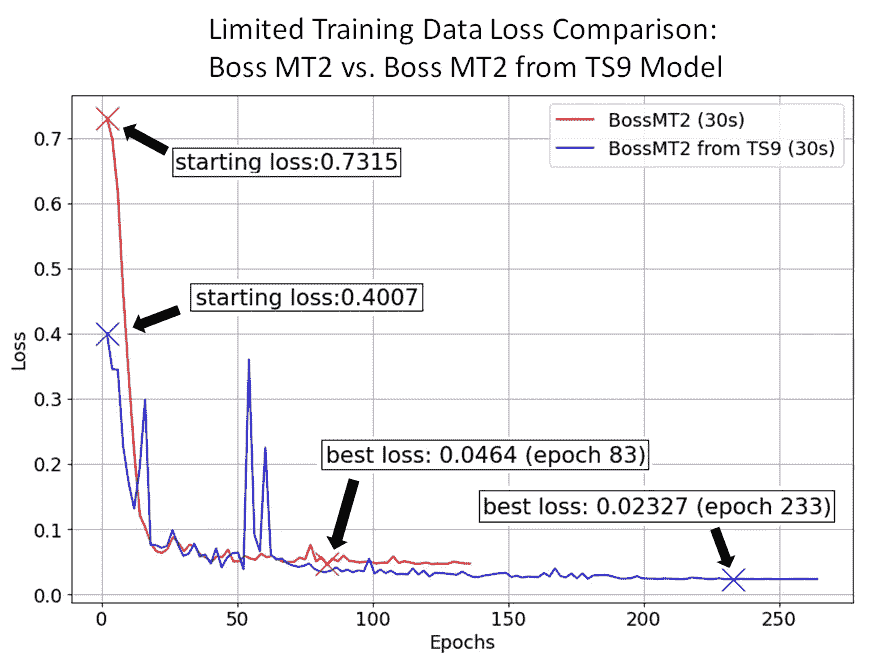 Limited Training Data Loss Comparison:
Boss MT2 vs. Boss MT2 from TS9 Model
BossMT2 (30s)
BossMT2 from TS9 (30s)
starting loss:0.7315
starting loss:0.4007
best loss: 0.0464 (epoch 83)
best loss: 0.02327 (epoch 233)
Loss
0.7
0.6
0.5
0.4
0.3
0.2
0.1
0.0
0
50
100
150
200
250
Epochs